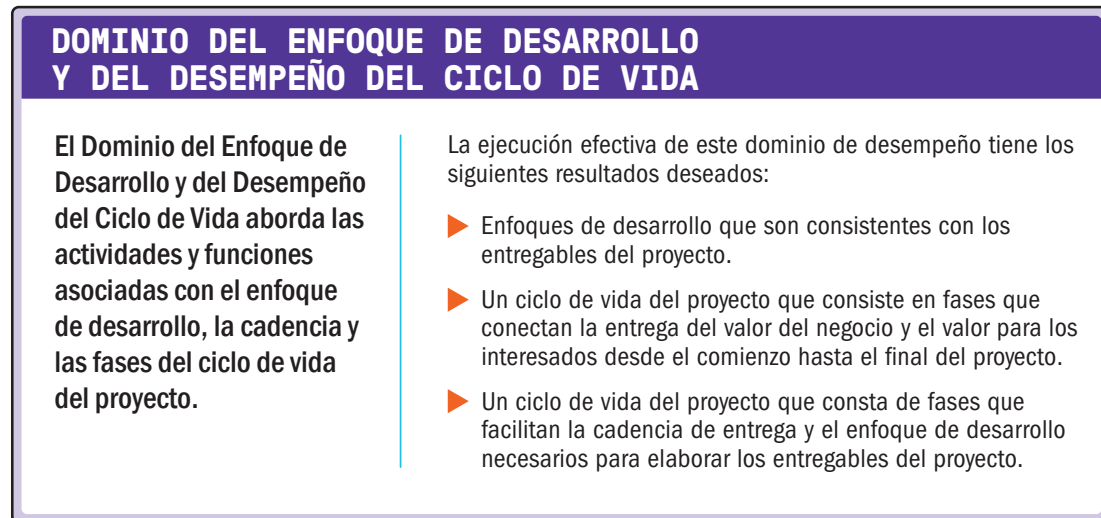 DOMINIO DEL ENFOQUE DE DESARROLLO
Y DEL DESEMPEÑO DEL CICLO DE VIDA
El Dominio del Enfoque de
Desarrollo y del Desempeño
del Ciclo de Vida aborda las
actividades y funciones
asociadas con el enfoque
de desarrollo, la cadencia y
las fases del ciclo de vida
del proyecto.
La ejecución efectiva de este dominio de desempeño tiene los
siguientes resultados deseados:
Enfoques de desarrollo que son consistentes con los
entregables del proyecto.
Un ciclo de vida del proyecto que consiste en fases que
conectan la entrega del valor del negocio y el valor para los
interesados desde el comienzo hasta el final del proyecto.
Un ciclo de vida del proyecto que consta de fases que
facilitan la cadencia de entrega y el enfoque de desarrollo
necesarios para elaborar los entregables del proyecto.